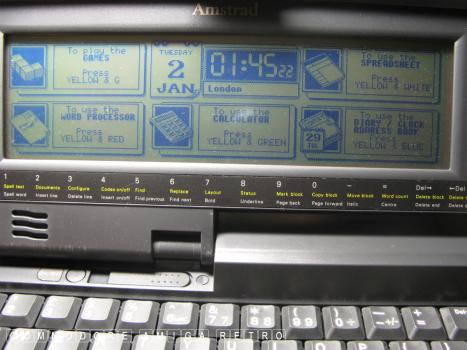 Amstrad
To play the
GAMES
Press
YELLOW & G
TUESDAY
2
JAN
01:45 22
London
To use the
SPREADSHEET
Press
YELLOW & WHITE
To use the
WORD PROCESSOR
Press
YELLOW & RED
To use the
CALCULATOR
Press
YELLOW & GREEN
To use the
DIARY / CLOCK
ADDRESS BOOK
Press
YELLOW & BLUE
29
1 2 3 4 5 6 7 8 9 0 - = Del→ ←Del
Spell text Documents Configure Codes on/off Find Replace Layout Status Mark block Copy block Move block Word count Delete block
Spell word Insert line Delete line Insert on/off Find previous Find next Bold Underline Page back Page forward Italic Centre Delete end
COMMODORE AMIGA RETRO